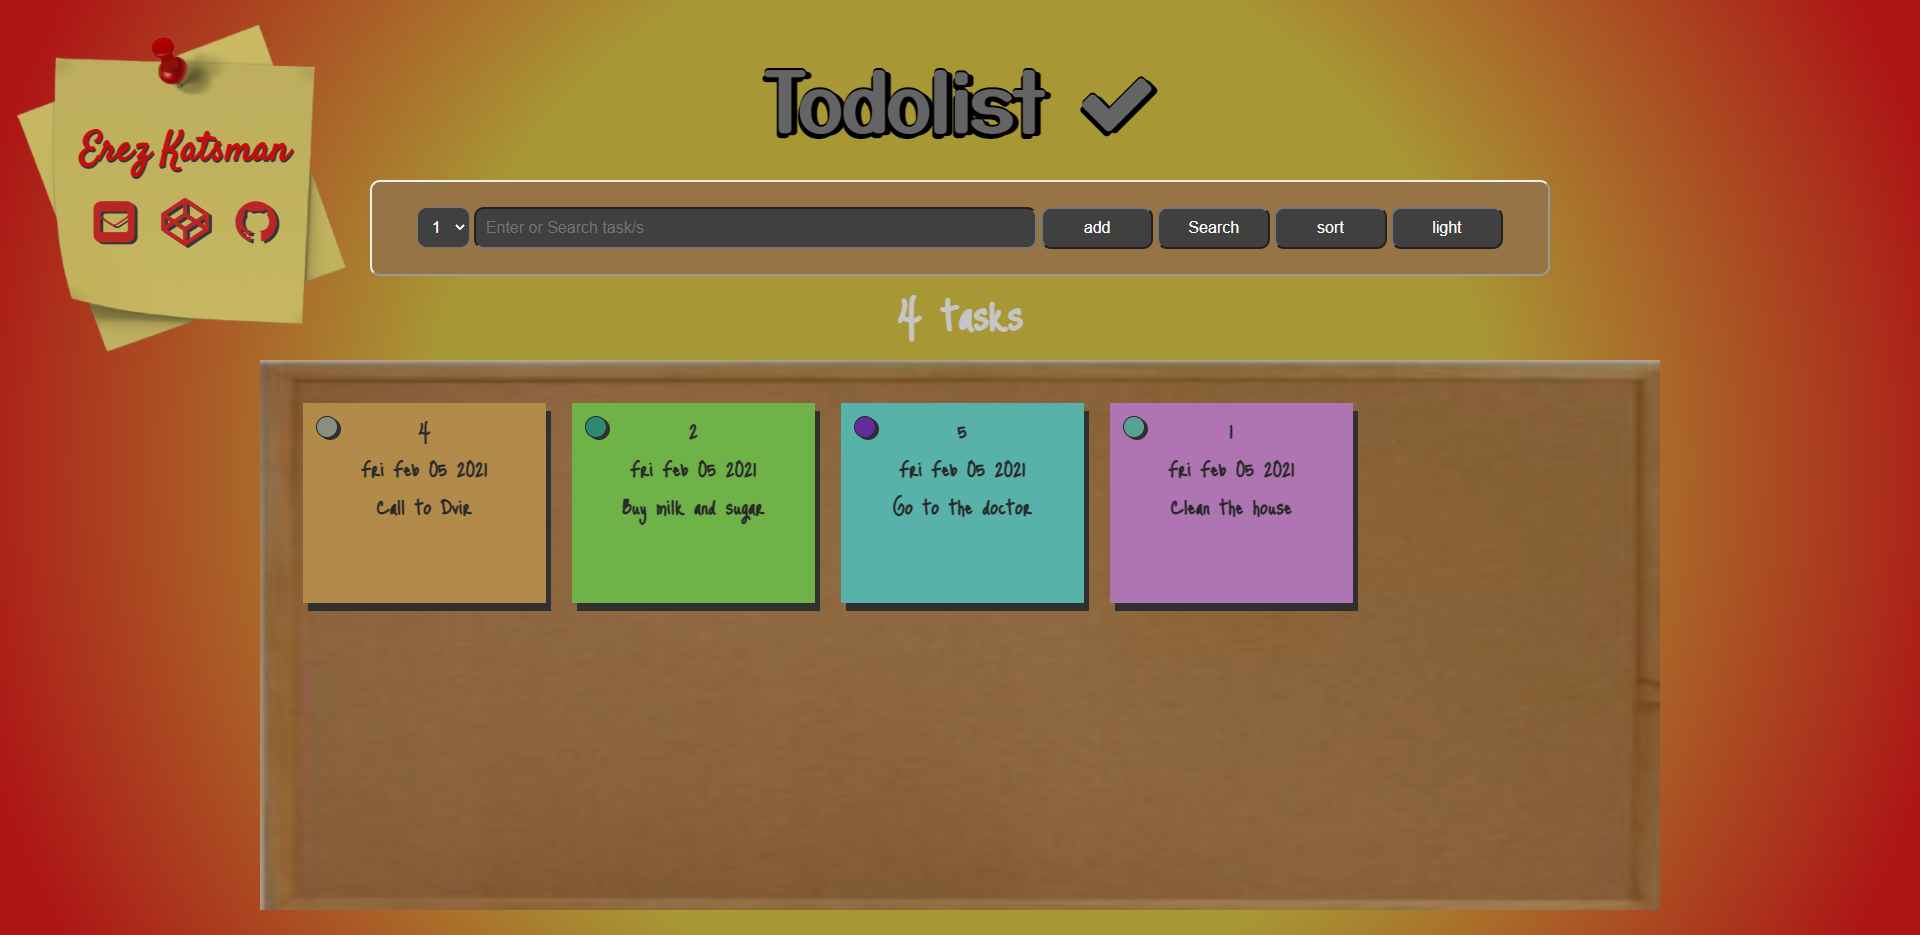 Erez Katsman
Todolist
1
Enter or Search task/s
add
Search
sort
light
4 tasks
4
fri feb 05 2021
Call to Dvir
2
fri feb 05 2021
Buy milk and sugar
5
fri feb 05 2021
Go to the doctor
1
fri feb 05 2021
Clean the house